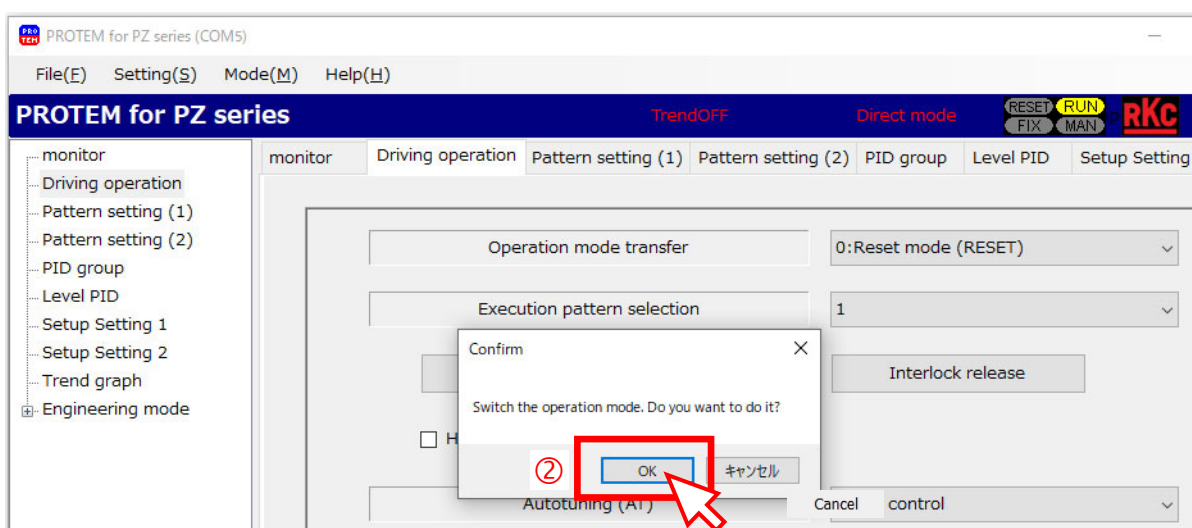 PROTEM for PZ series (COM5)
File(F) Setting(S) Mode(M) Help(H)
PROTEM for PZ series TrendOFF Direct mode RESET RUN FIX MAN RKC
monitor
Driving operation
Pattern setting (1)
Pattern setting (2)
PID group
Level PID
Setup Setting 1
Setup Setting 2
Trend graph
Engineering mode
monitor Driving operation Pattern setting (1) Pattern setting (2) PID group Level PID Setup Setting
Operation mode transfer 0:Reset mode (RESET)
Execution pattern selection 1
Interlock release
Confirm
Switch the operation mode. Do you want to do it?
H
② OK キャンセル
Cancel
Autotuning (AT) control